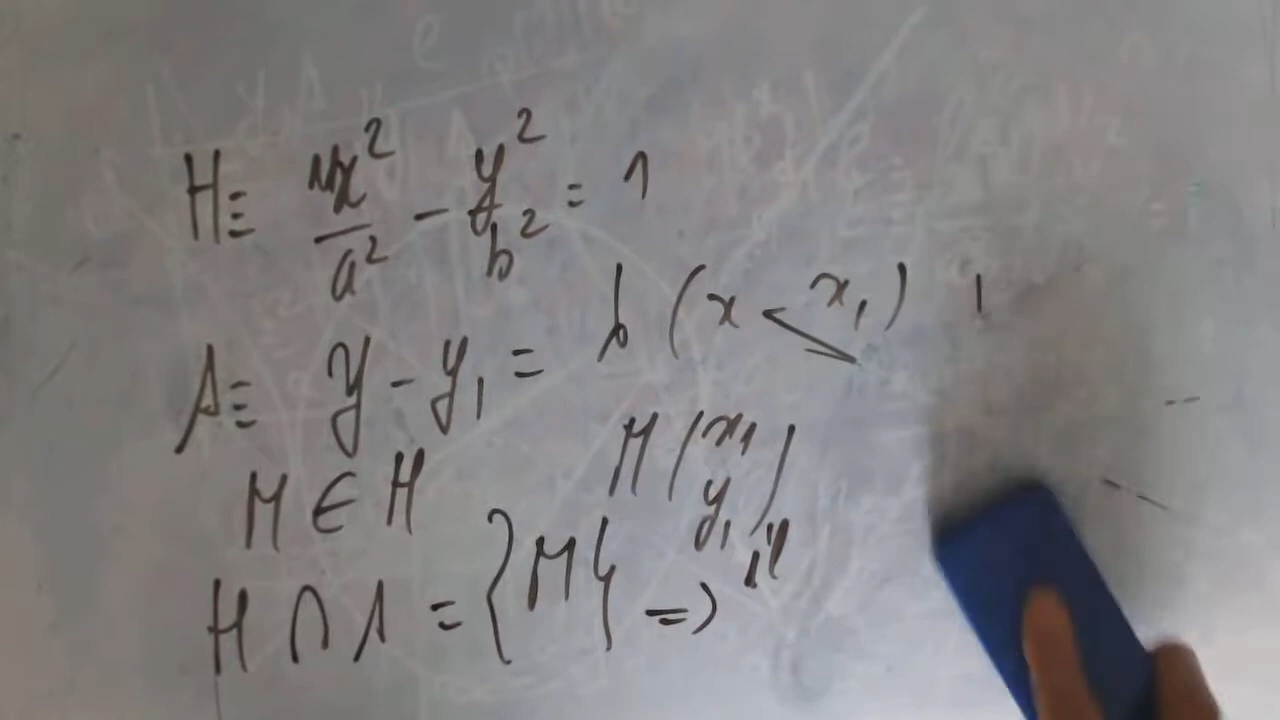 H ≡ x²/a² - y²/b² = 1
Δ ≡ y - y₁ = b (x - x₁)
M ∈ H M (x₁ y₁)
H ∩ Δ = {M} ⇒